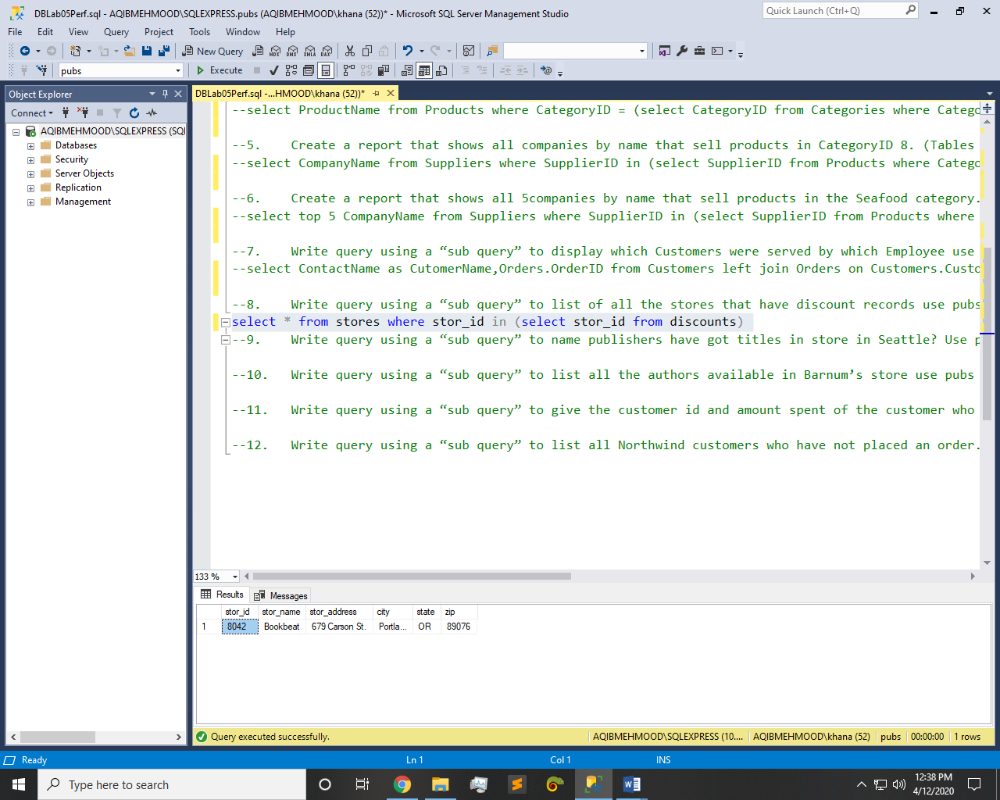 DBLab05Perf.sql - AQIBMEHMOOD\SQLEXPRESS.pubs (AQIBMEHMOOD\khana (52))* - Microsoft SQL Server Management Studio
Quick Launch (Ctrl+Q)
File Edit View Query Project Tools Window Help
New Query MDX DMX XMLA DAX
pubs Execute
Object Explorer
DBLab05Perf.sql -...HMOOD\khana (52))*
Connect
AQIBMEHMOOD\SQLEXPRESS (SQl
Databases
Security
Server Objects
Replication
Management
--select ProductName from Products where CategoryID = (select CategoryID from Categories where Catego
--5. Create a report that shows all companies by name that sell products in CategoryID 8. (Tables
--select CompanyName from Suppliers where SupplierID in (select SupplierID from Products where Catego
--6. Create a report that shows all 5companies by name that sell products in the Seafood category.
--select top 5 CompanyName from Suppliers where SupplierID in (select SupplierID from Products where
--7. Write query using a “sub query” to display which Customers were served by which Employee use
--select ContactName as CutomerName,Orders.OrderID from Customers left join Orders on Customers.Custo
--8. Write query using a “sub query” to list of all the stores that have discount records use pubs
select * from stores where stor_id in (select stor_id from discounts)
--9. Write query using a “sub query” to name publishers have got titles in store in Seattle? Use p
--10. Write query using a “sub query” to list all the authors available in Barnum’s store use pubs
--11. Write query using a “sub query” to give the customer id and amount spent of the customer who
--12. Write query using a “sub query” to list all Northwind customers who have not placed an order.
133 %
Results Messages
stor_id stor_name stor_address city state zip
1 8042 Bookbeat 679 Carson St. Portla... OR 89076
Query executed successfully. AQIBMEHMOOD\SQLEXPRESS (10.... AQIBMEHMOOD\khana (52) pubs 00:00:00 1 rows
Ready Ln 1 Col 1 INS
Type here to search
12:38 PM
4/12/2020